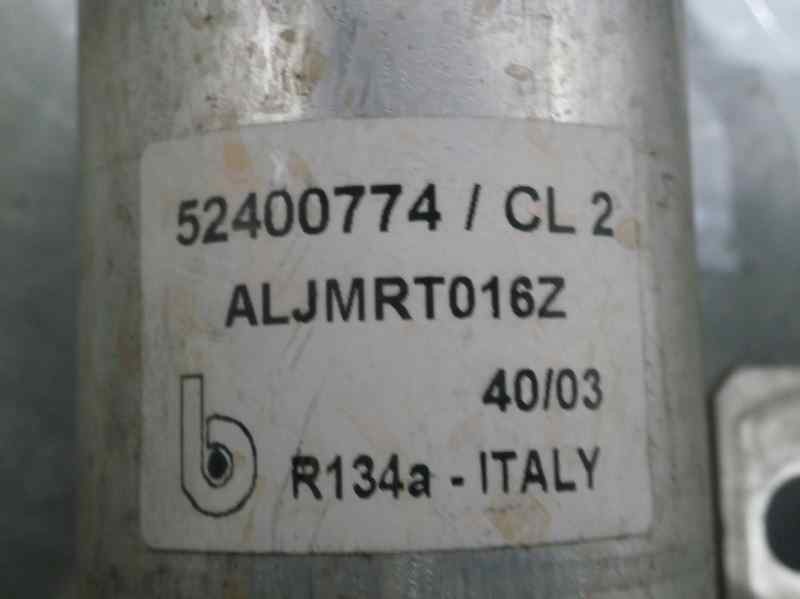 52400774 / CL 2
ALJMRT016Z
40/03
b
R134a - ITALY